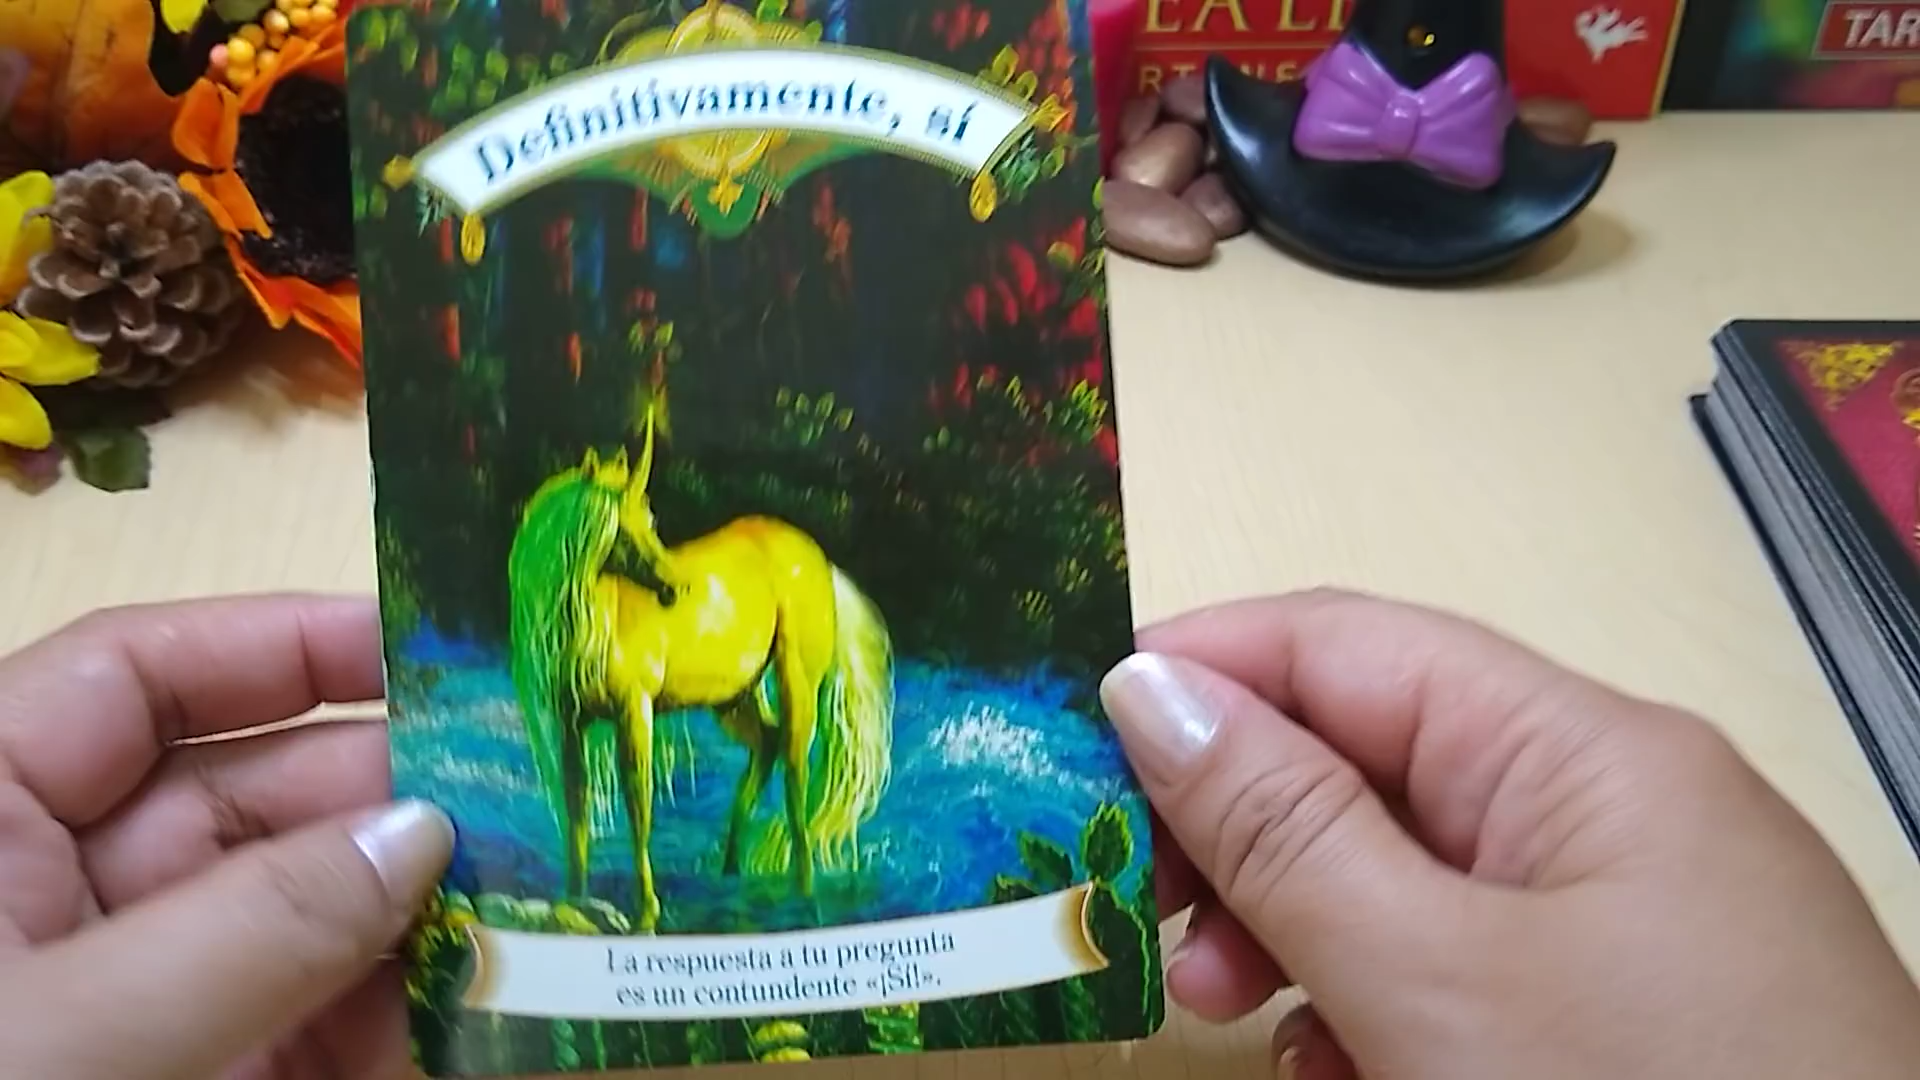 Definitivamente, sí
La respuesta a tu pregunta
es un contundente «¡Sí!».
TAR